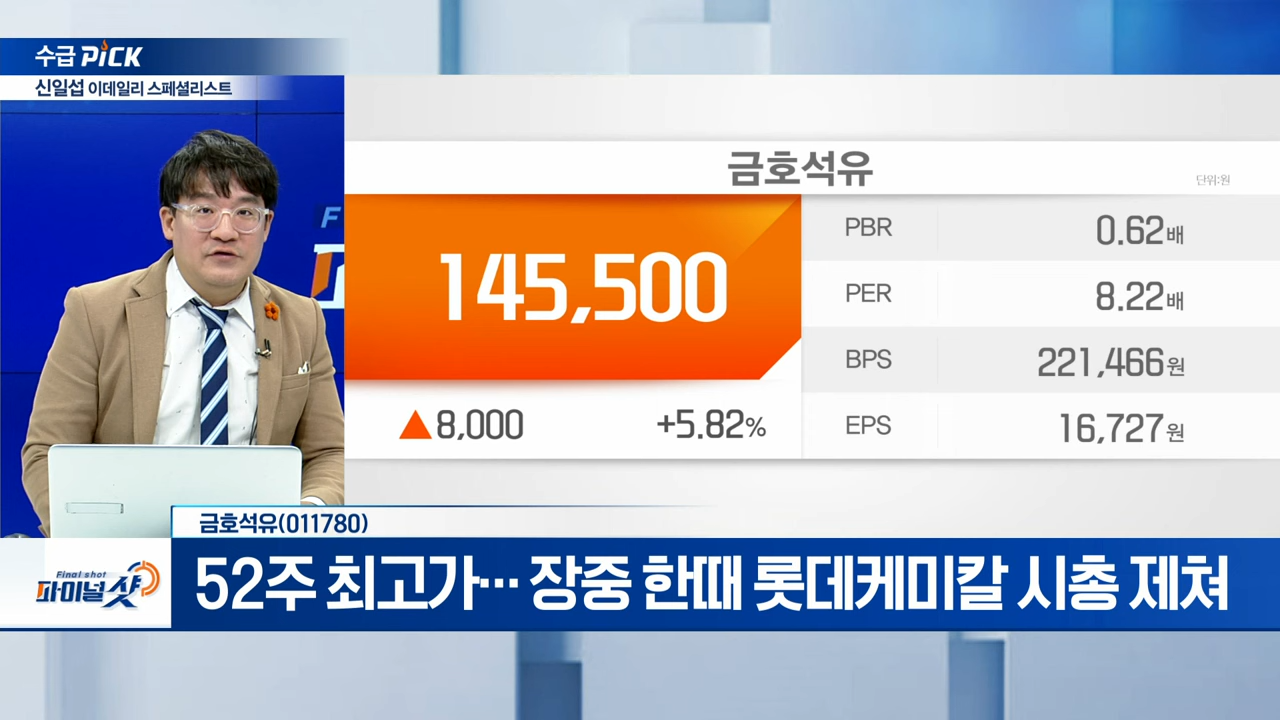 수급 PiCK
신일섭 이데일리 스페셜리스트
F
금호석유
단위:원
145,500
▲8,000 +5.82%
PBR 0.62배
PER 8.22배
BPS 221,466원
EPS 16,727원
금호석유(011780)
Final shot
파이널샷
52주 최고가… 장중 한때 롯데케미칼 시총 제쳐